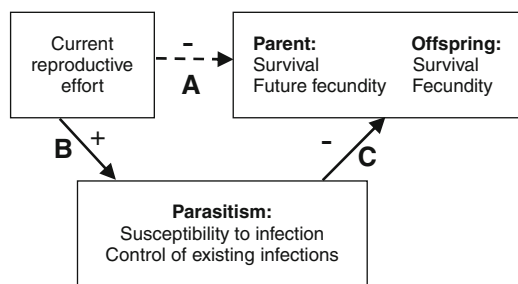 Current
reproductive
effort
-
A
Parent:
Survival
Future fecundity
Offspring:
Survival
Fecundity
B
+
-
C
Parasitism:
Susceptibility to infection
Control of existing infections